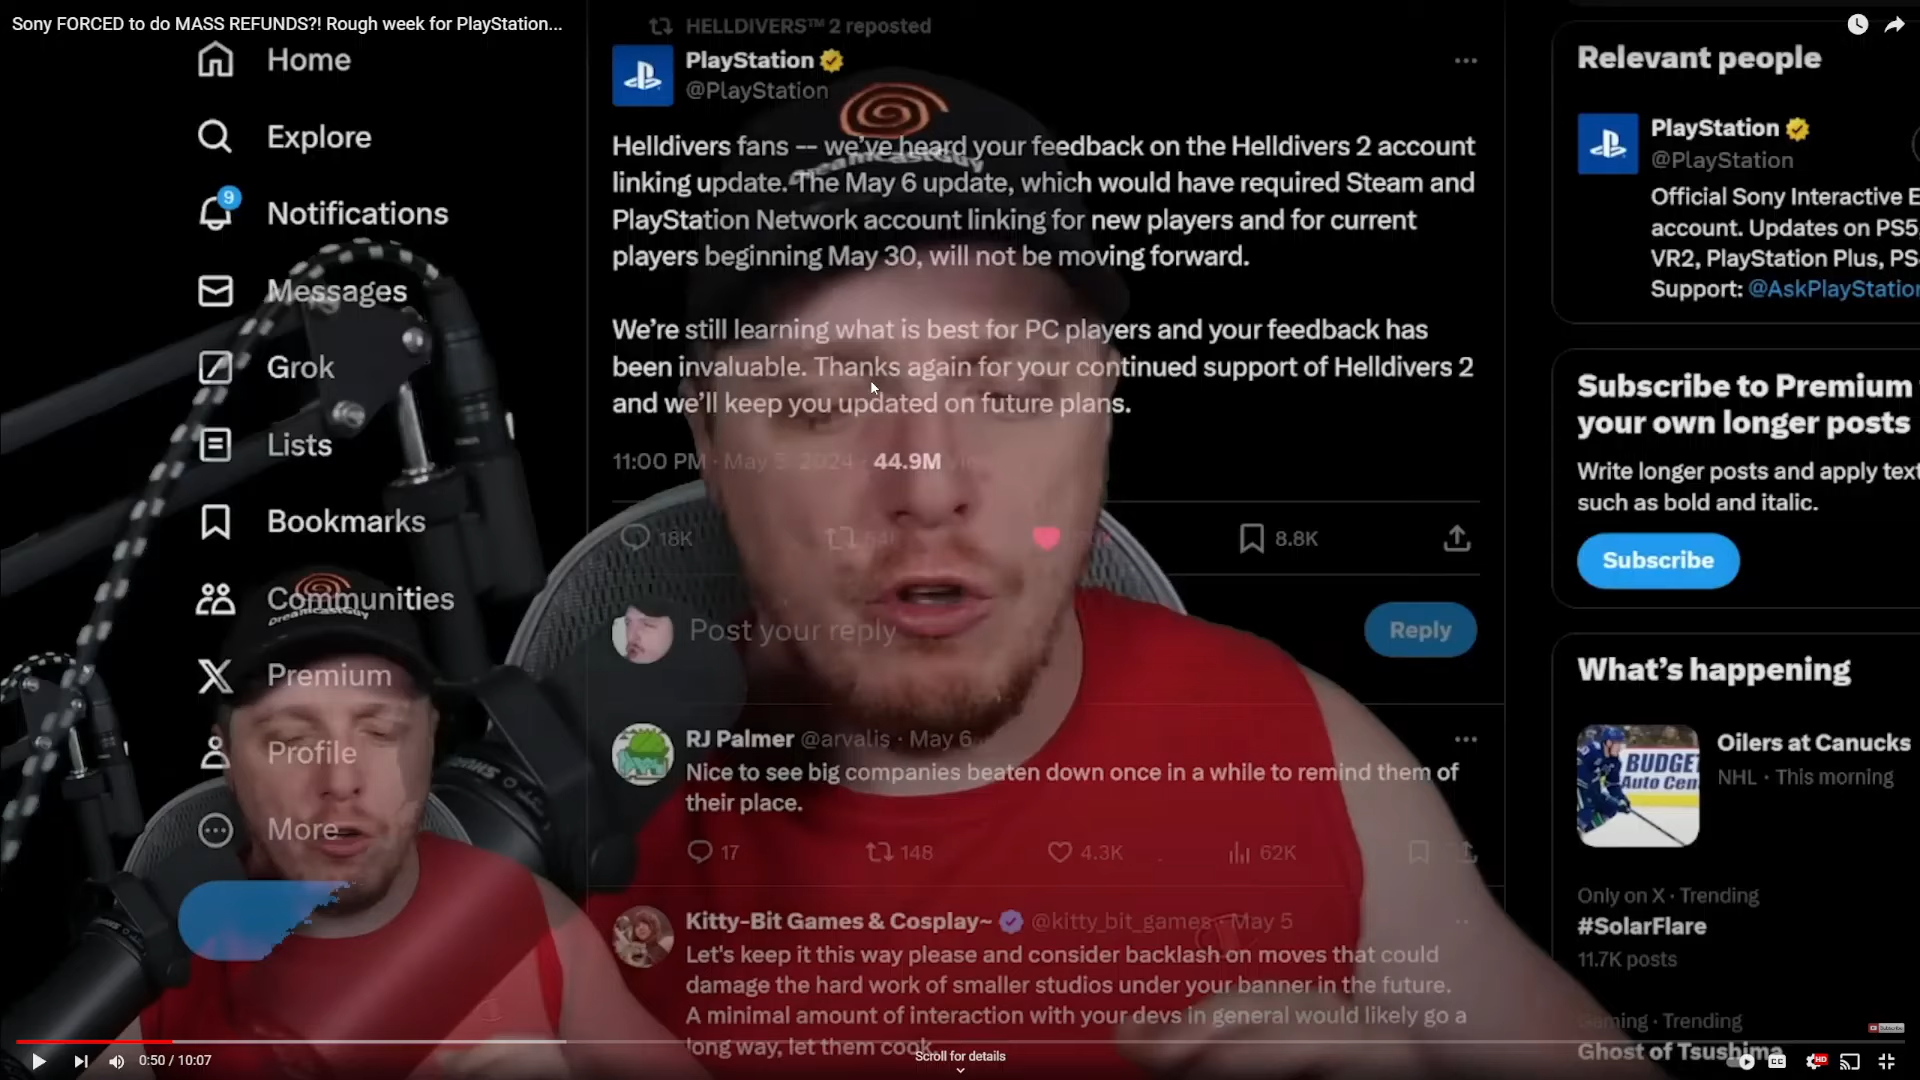 Sony FORCED to do MASS REFUNDS?! Rough week for PlayStation...
Home
Explore
9
Notifications
Messages
Grok
Lists
Bookmarks
Communities
Premium
Profile
More
HELLDIVERS™ 2 reposted
PlayStation
@PlayStation
Helldivers fans -- we've heard your feedback on the Helldivers 2 account
linking update. The May 6 update, which would have required Steam and
PlayStation Network account linking for new players and for current
players beginning May 30, will not be moving forward.
We're still learning what is best for PC players and your feedback has
been invaluable. Thanks again for your continued support of Helldivers 2
and we'll keep you updated on future plans.
11:00 PM · May 5, 2024 · 44.9M
18K
8.8K
Post your reply
Reply
RJ Palmer @arvalis · May 6
Nice to see big companies beaten down once in a while to remind them of
their place.
17 148 4.3K 62K
Kitty-Bit Games & Cosplay~ @kitty_bit_games · May 5
Let's keep it this way please and consider backlash on moves that could
damage the hard work of smaller studios under your banner in the future.
A minimal amount of interaction with your devs in general would likely go a
long way, let them cook.
Relevant people
PlayStation
@PlayStation
Official Sony Interactive E
account. Updates on PS5,
VR2, PlayStation Plus, PS
Support: @AskPlayStation
Subscribe to Premium
your own longer posts
Write longer posts and apply text
such as bold and italic.
Subscribe
What's happening
BUDGET
Auto Cen
Oilers at Canucks
NHL · This morning
Only on X · Trending
#SolarFlare
11.7K posts
Gaming · Trending
Ghost of Tsushima
DreamcastGuy
DreamcastGuy
SHURE
0:50 / 10:07
Scroll for details
CC
HD